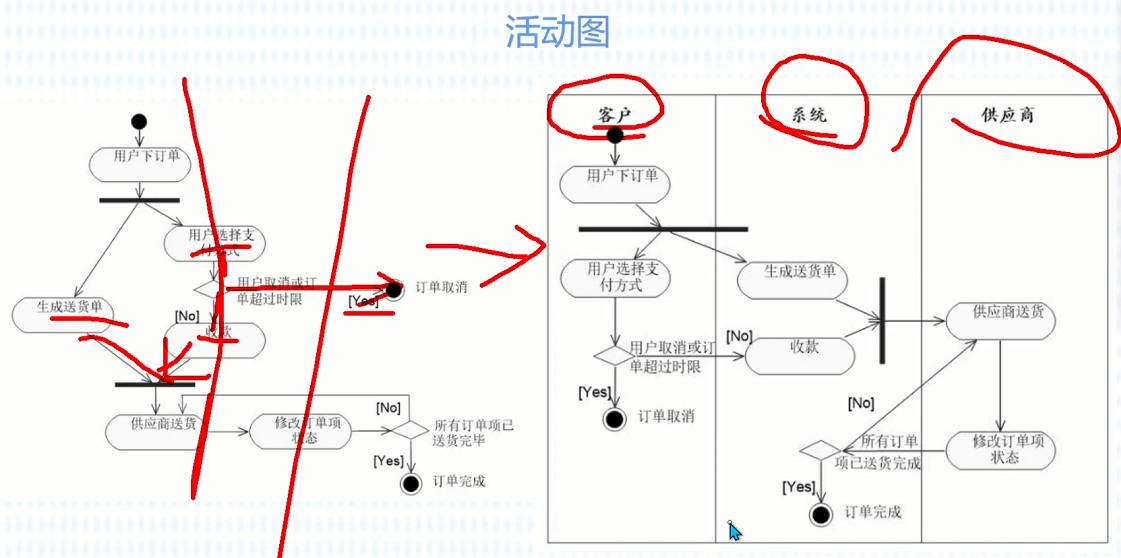 活动图
用户下订单
用户选择支
付方式
用户取消或订
单超过时限
[Yes]
订单取消
生成送货单
[No]
收款
供应商送货
修改订单项
状态
[No]
所有订单项已
送货完毕
[Yes]
订单完成
客户
系统
供应商
用户下订单
用户选择支
付方式
生成送货单
供应商送货
[No]
收款
用户取消或订
单超过时限
[Yes]
订单取消
[No]
所有订单
项已送货完成
修改订单项
状态
[Yes]
订单完成